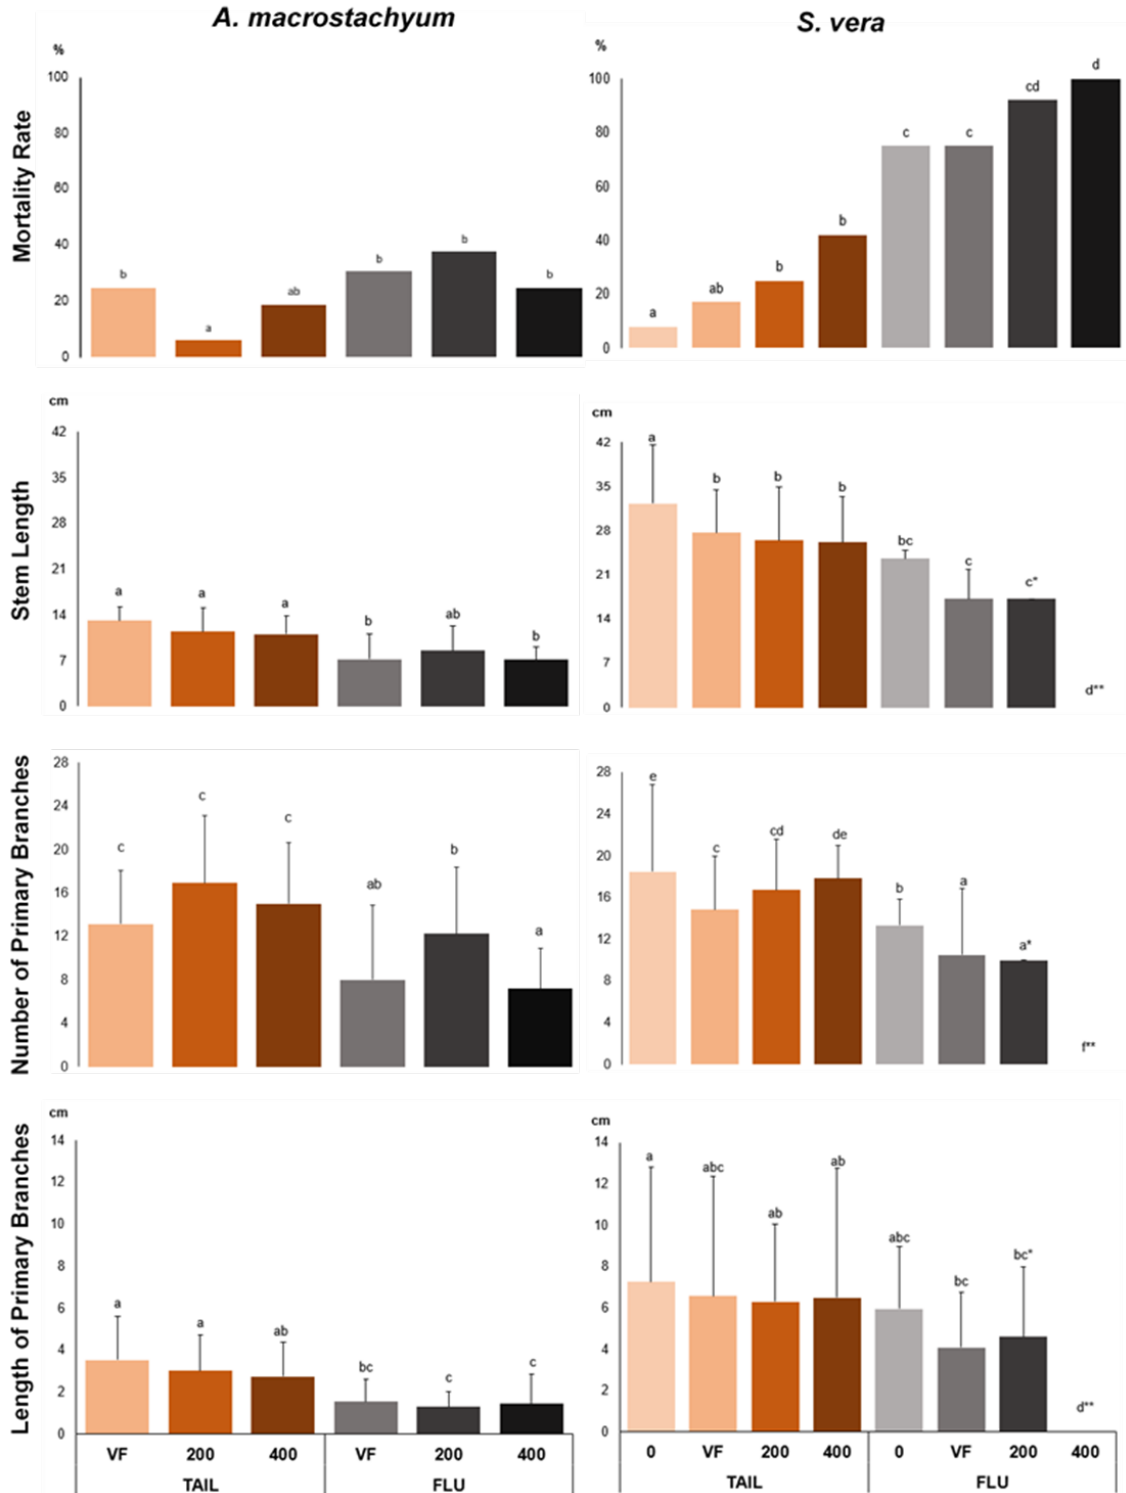 A. macrostachyum
S. vera
Mortality Rate
%
100
80
60
40
20
0
b
a
ab
b
b
b
%
100
80
60
40
20
0
a
ab
b
b
c
c
cd
d
Stem Length
cm
42
35
28
21
14
7
0
a
a
a
b
ab
b
cm
42
35
28
21
14
7
0
a
b
b
b
bc
c
c*
d**
Number of Primary Branches
28
24
20
16
12
8
4
0
c
c
c
ab
b
a
28
24
20
16
12
8
4
0
e
c
cd
de
b
a
a*
f**
Length of Primary Branches
cm
14
12
10
8
6
4
2
0
a
a
ab
bc
c
c
VF 200 400 VF 200 400
TAIL FLU
cm
14
12
10
8
6
4
2
0
a
abc
ab
ab
abc
bc
bc*
d**
0 VF 200 400 0 VF 200 400
TAIL FLU